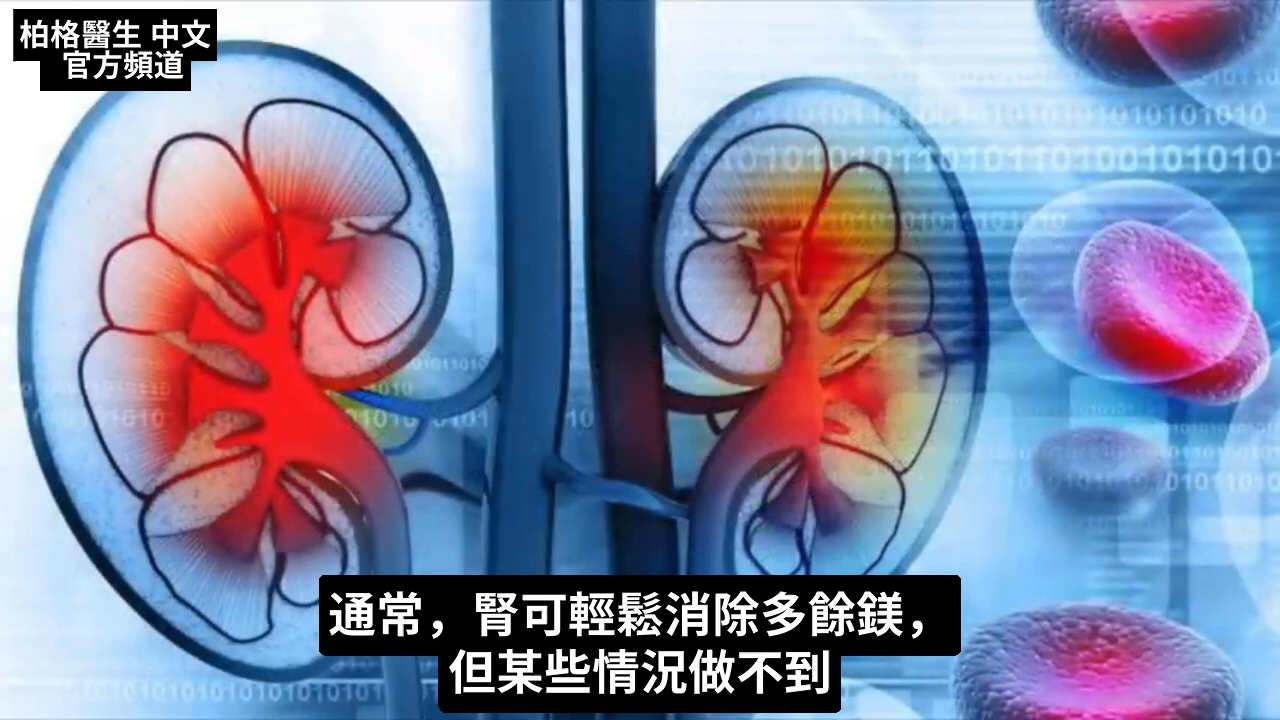 柏格醫生 中文
官方頻道
通常，腎可輕鬆消除多餘鎂，
但某些情況做不到